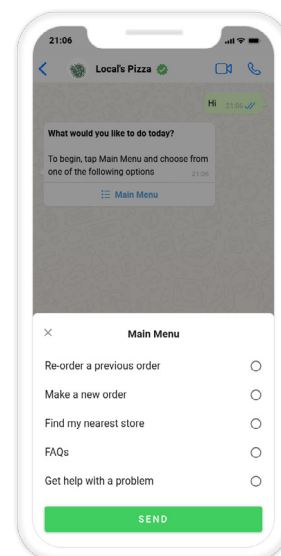 21:06
Local's Pizza
Hi 21:06
What would you like to do today?
To begin, tap Main Menu and choose from
one of the following options 21:06
Main Menu
Main Menu
Re-order a previous order
Make a new order
Find my nearest store
FAQs
Get help with a problem
SEND